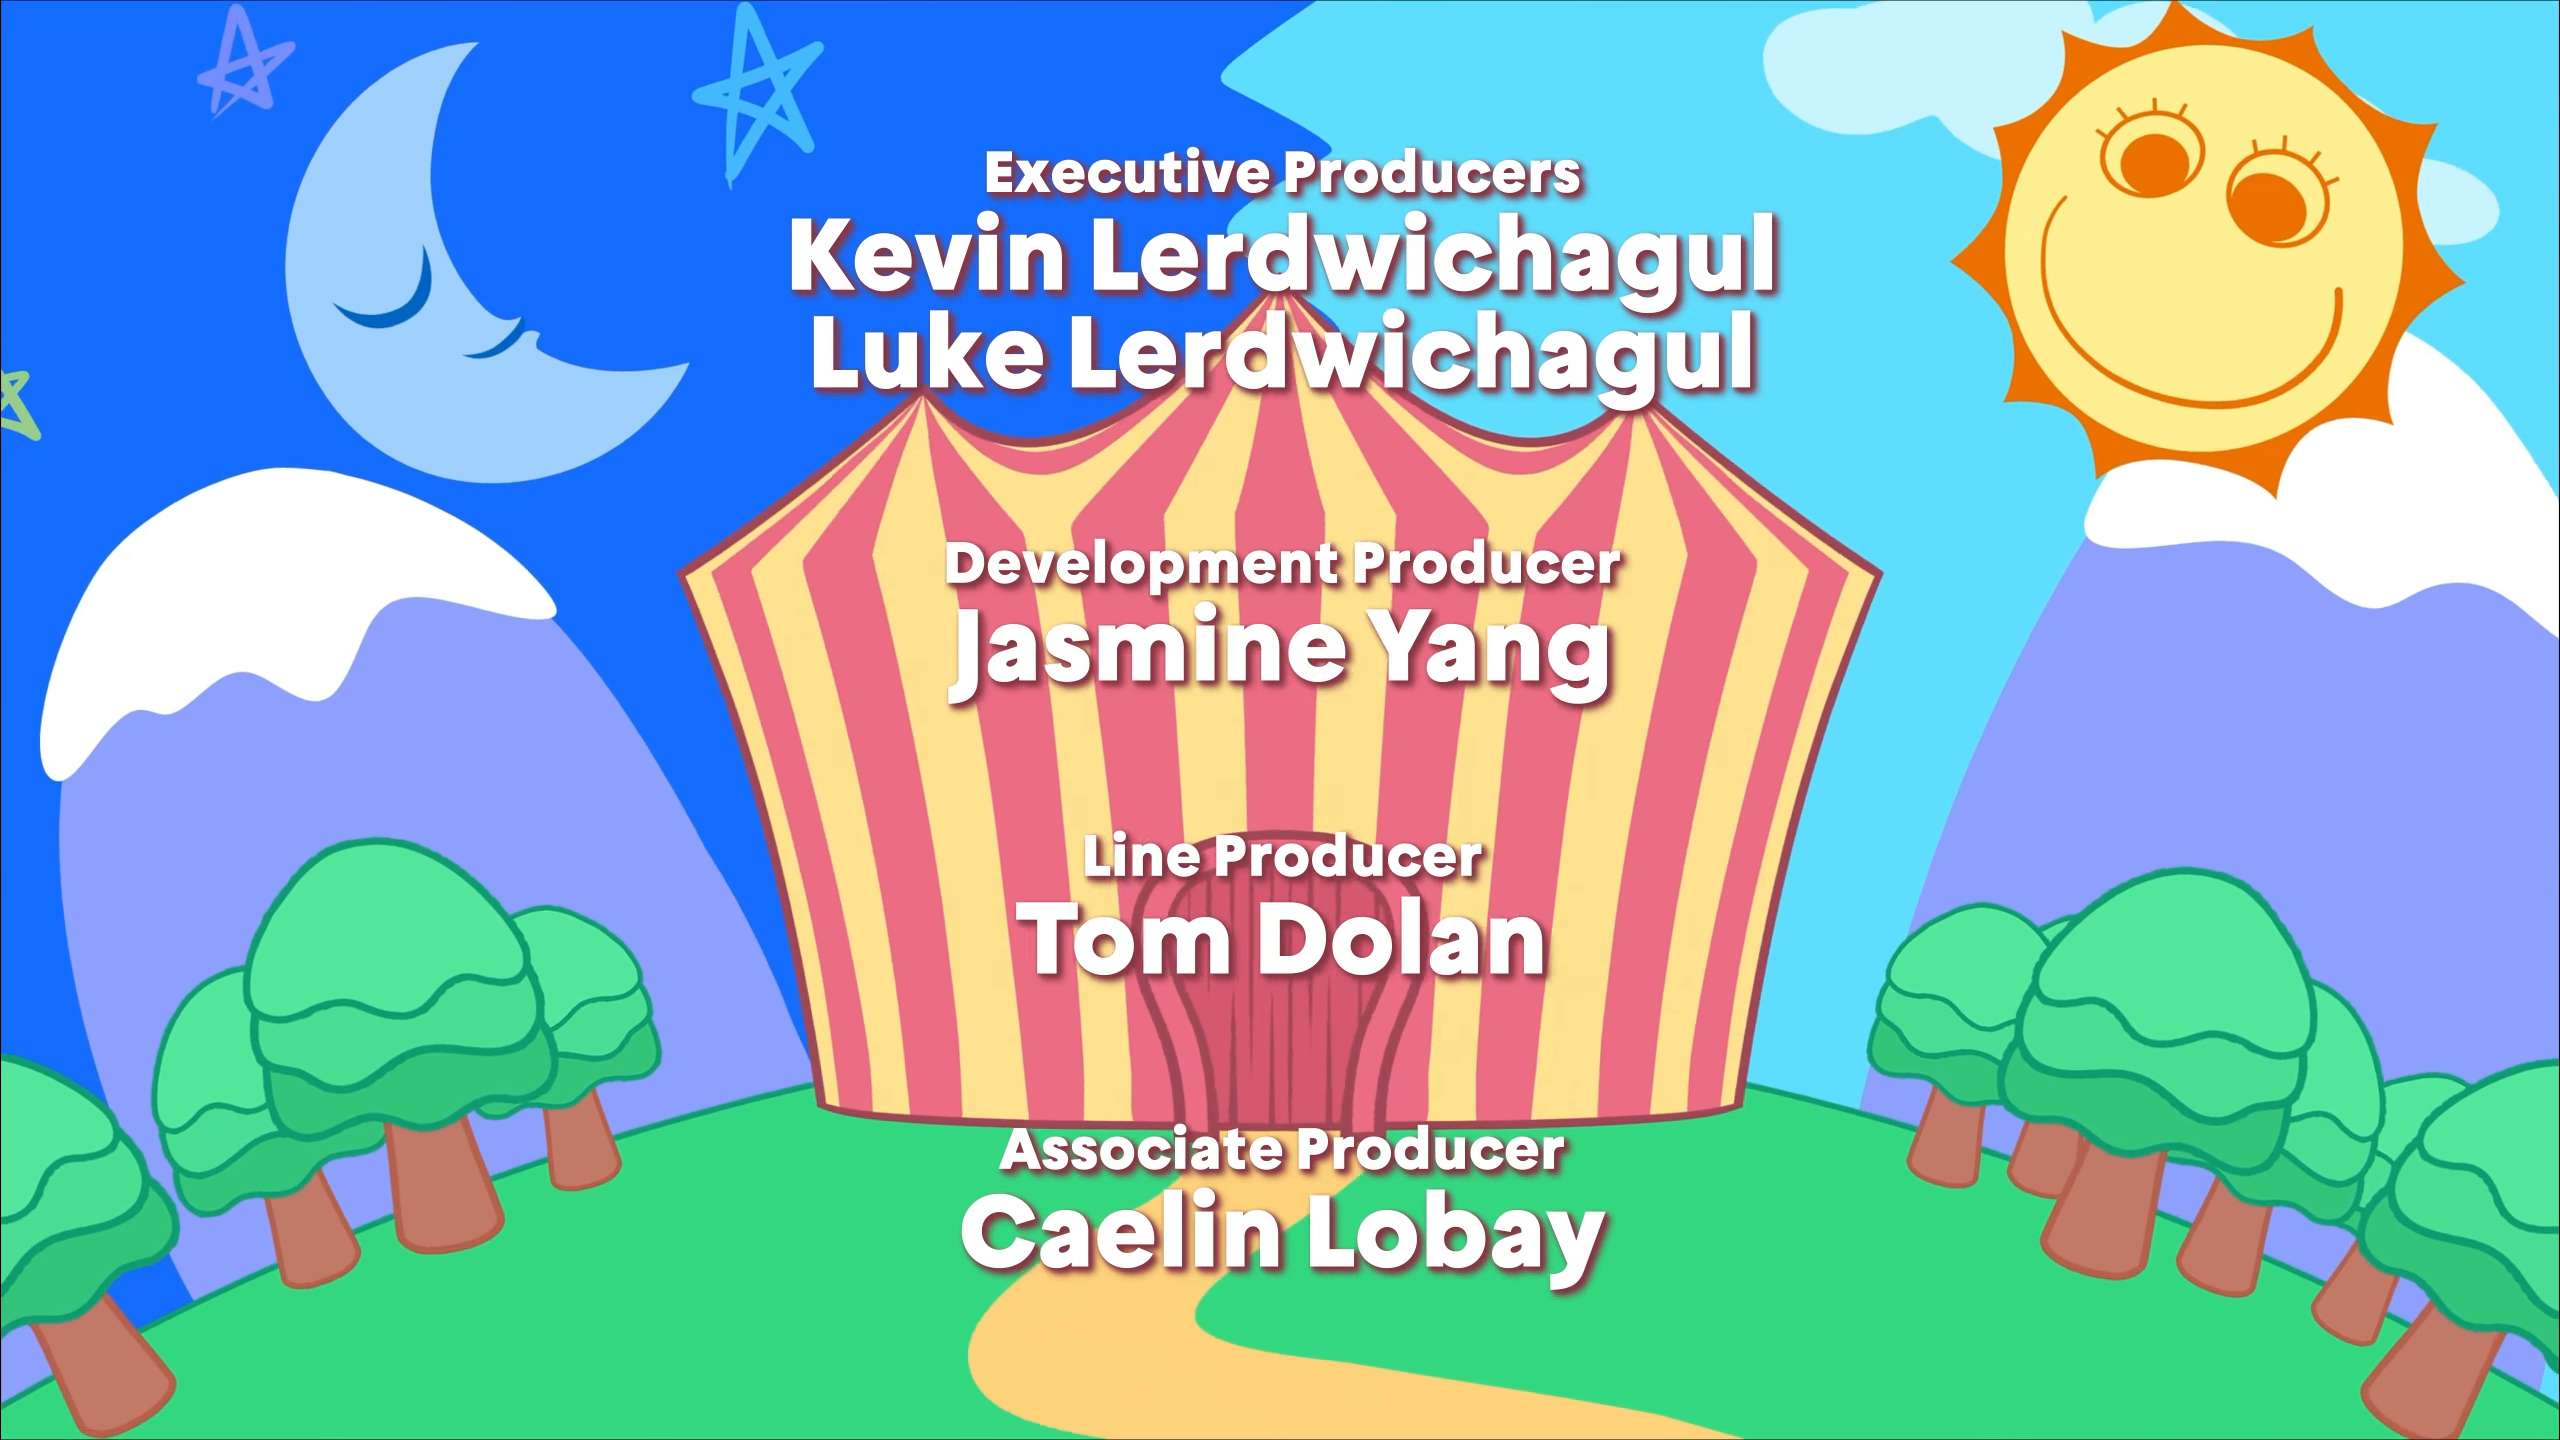 Executive Producers
Kevin Lerdwichagul
Luke Lerdwichagul
Development Producer
Jasmine Yang
Line Producer
Tom Dolan
Associate Producer
Caelin Lobay